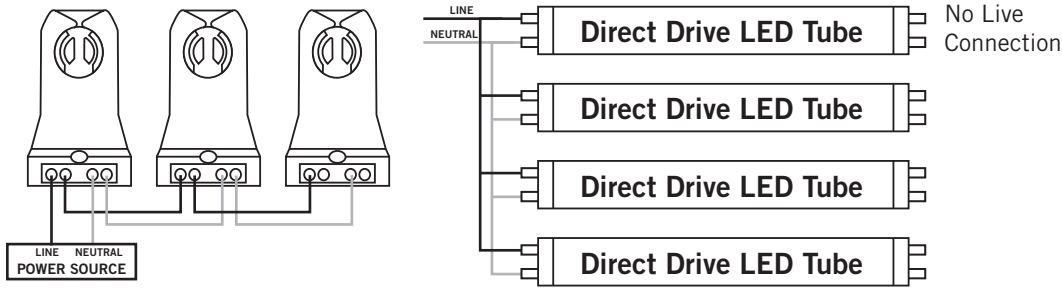 LINE
NEUTRAL
Direct Drive LED Tube
No Live
Connection
Direct Drive LED Tube
Direct Drive LED Tube
Direct Drive LED Tube
LINE NEUTRAL
POWER SOURCE